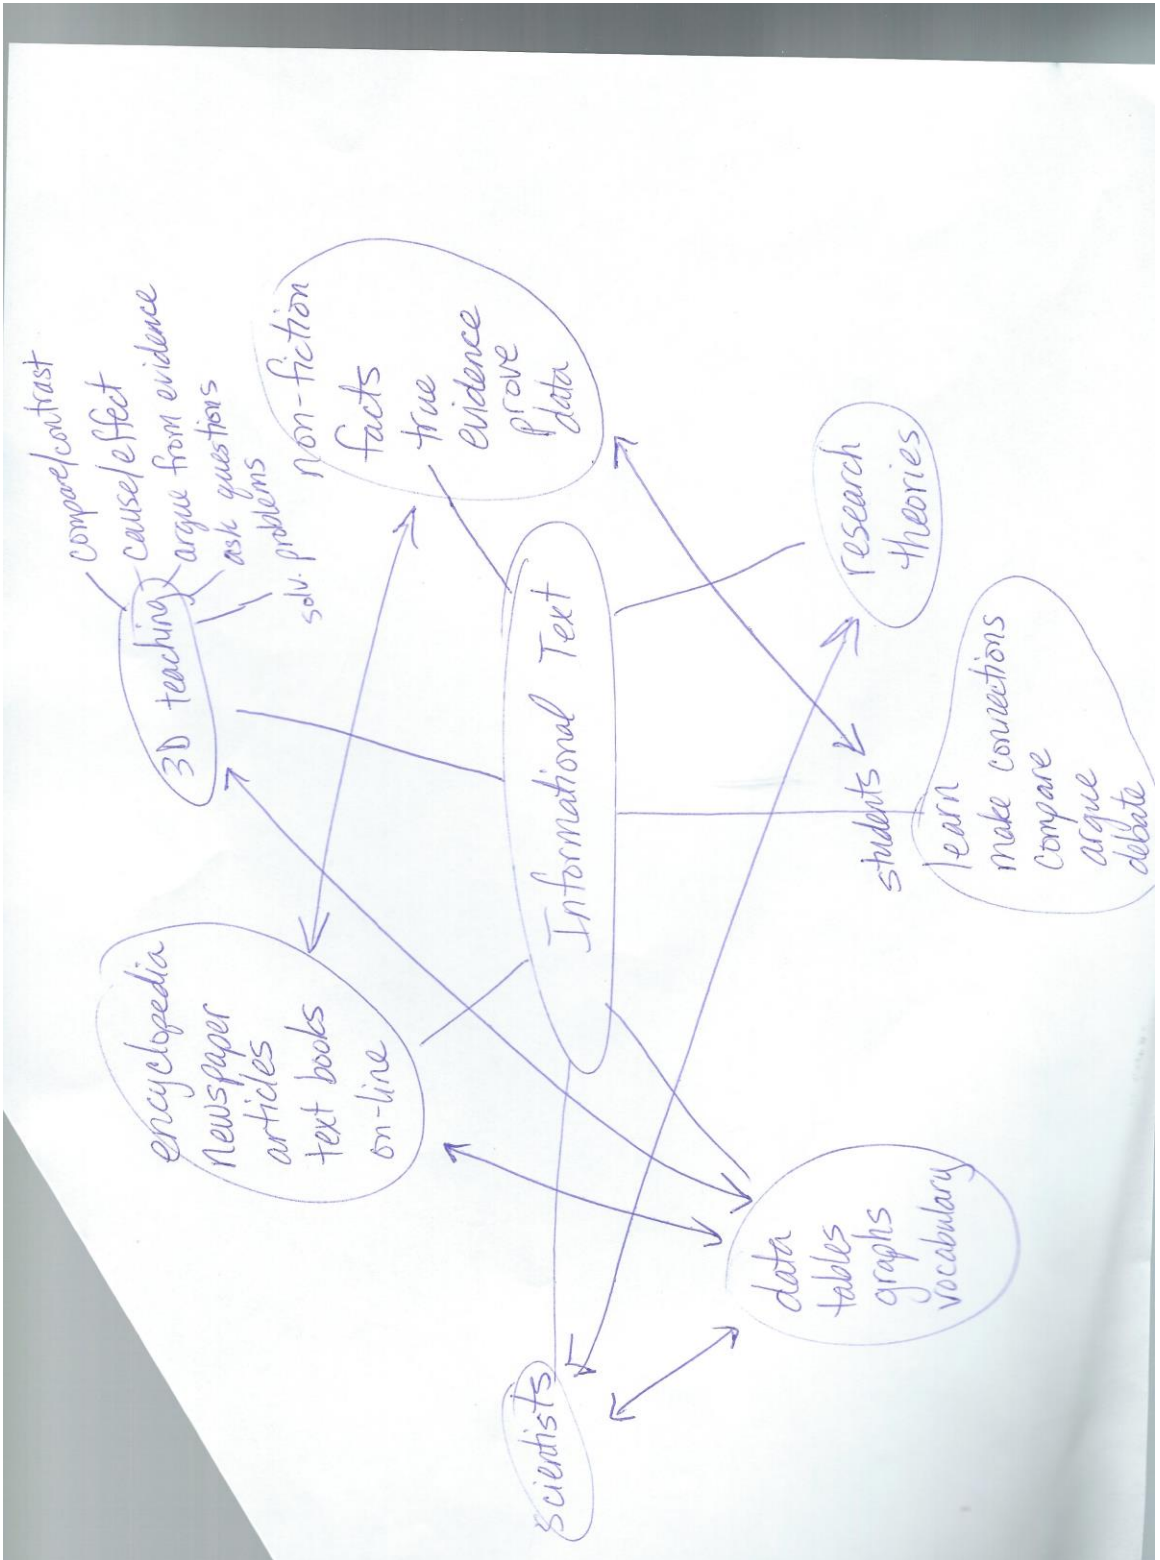 compare/contrast
3D teaching
cause/effect
argue from evidence
ask questions
solv. problems
encyclopedia
Newspaper
articles
text books
on-line
non-fiction
facts
true
evidence
prove
data
Informational Text
Scientists
data
tables
graphs
vocabulary
students
learn
make connections
compare
argue
debate
research
theories